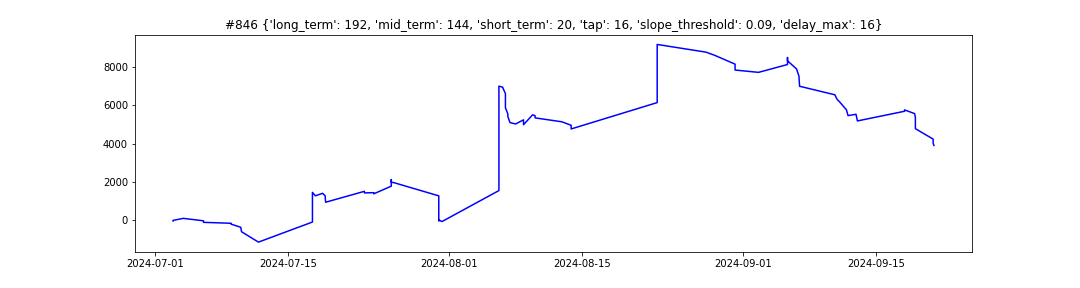 #846 {'long_term': 192, 'mid_term': 144, 'short_term': 20, 'tap': 16, 'slope_threshold': 0.09, 'delay_max': 16}
8000
6000
4000
2000
0
2024-07-01 2024-07-15 2024-08-01 2024-08-15 2024-09-01 2024-09-15